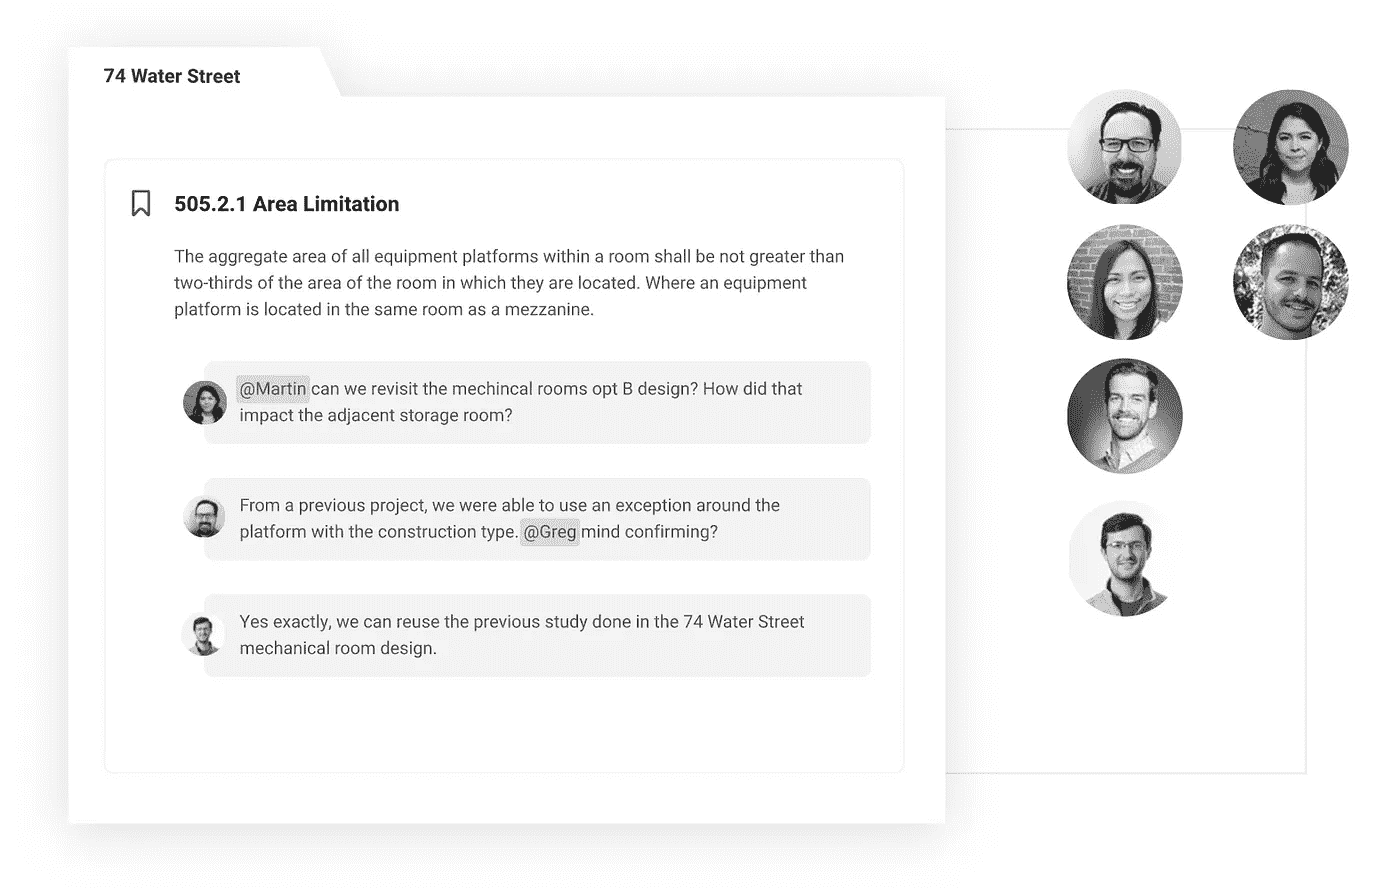 74 Water Street
505.2.1 Area Limitation
The aggregate area of all equipment platforms within a room shall be not greater than
two-thirds of the area of the room in which they are located. Where an equipment
platform is located in the same room as a mezzanine.
@Martin can we revisit the mechincal rooms opt B design? How did that
impact the adjacent storage room?
From a previous project, we were able to use an exception around the
platform with the construction type. @Greg mind confirming?
Yes exactly, we can reuse the previous study done in the 74 Water Street
mechanical room design.